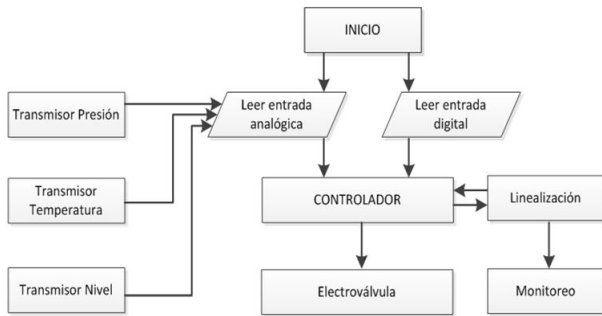 INICIO
Leer entrada
analógica
Leer entrada
digital
Transmisor Presión
Transmisor
Temperatura
CONTROLADOR
Linealización
Transmisor Nivel
Electroválvula
Monitoreo